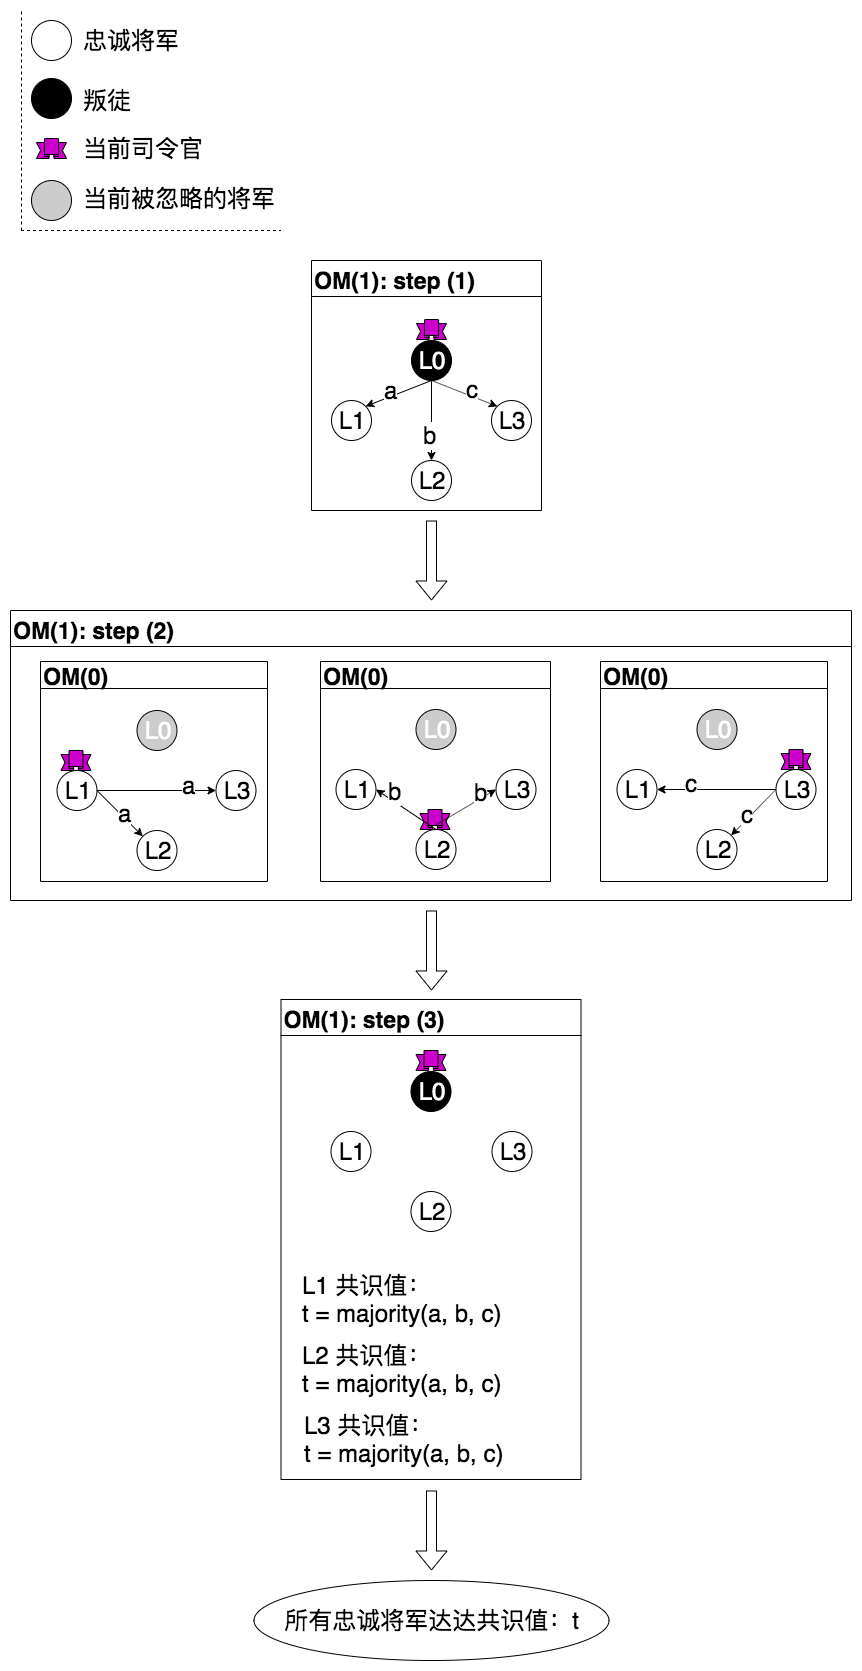 忠诚将军
叛徒
当前司令官
当前被忽略的将军
OM(1): step (1)
L0
a
c
L1
L3
b
L2
OM(1): step (2)
OM(0)
L0
L1
a
L3
a
L2
OM(0)
L0
L1
b
b
L3
L2
OM(0)
L0
L1
c
L3
c
L2
OM(1): step (3)
L0
L1
L3
L2
L1 共识值：
t = majority(a, b, c)
L2 共识值：
t = majority(a, b, c)
L3 共识值：
t = majority(a, b, c)
所有忠诚将军达达共识值：t